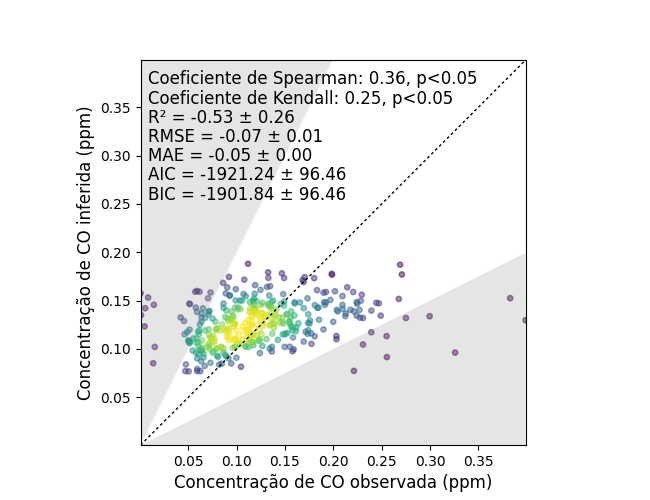 Coeficiente de Spearman: 0.36, p<0.05
Coeficiente de Kendall: 0.25, p<0.05
R² = -0.53 ± 0.26
RMSE = -0.07 ± 0.01
MAE = -0.05 ± 0.00
AIC = -1921.24 ± 96.46
BIC = -1901.84 ± 96.46
Concentração de CO inferida (ppm)
0.35
0.30
0.25
0.20
0.15
0.10
0.05
0.05 0.10 0.15 0.20 0.25 0.30 0.35
Concentração de CO observada (ppm)